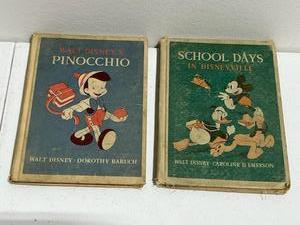 WALT DISNEY'S
PINOCCHIO
WALT DISNEY · DOROTHY BARUCH
SCHOOL DAYS
IN DISNEYVILLE
WALT DISNEY · CAROLINE D. EMERSON